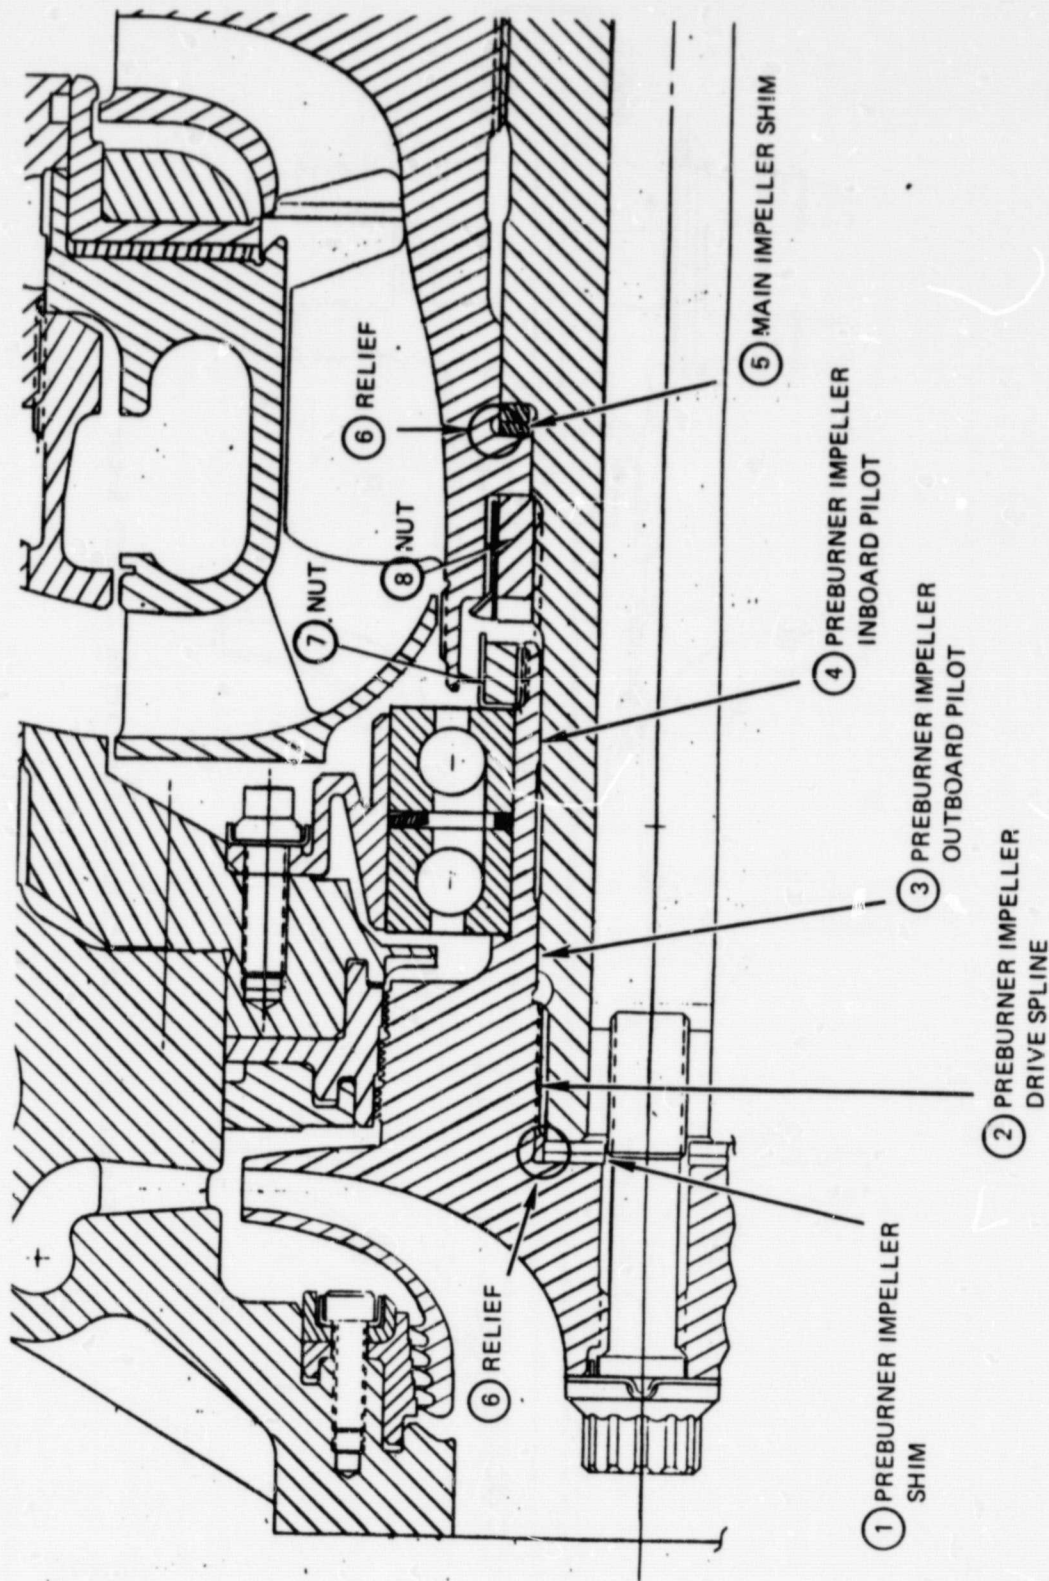 ① PREBURNER IMPELLER
SHIM
② PREBURNER IMPELLER
DRIVE SPLINE
③ PREBURNER IMPELLER
OUTBOARD PILOT
④ PREBURNER IMPELLER
INBOARD PILOT
⑤ MAIN IMPELLER SHIM
⑥ RELIEF
⑥ RELIEF
⑦ NUT
⑧ NUT